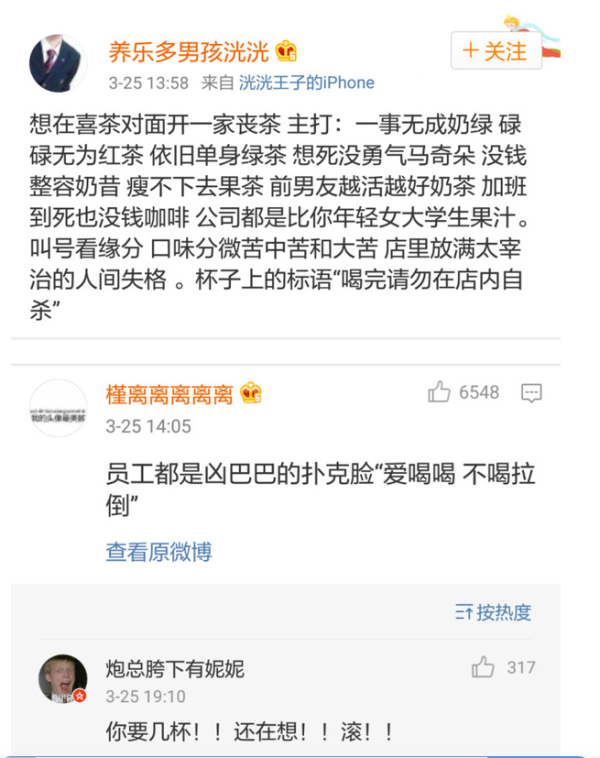 养乐多男孩洸洸
+ 关注
3-25 13:58 来自 洸洸王子的iPhone
想在喜茶对面开一家丧茶 主打：一事无成奶绿 碌
碌无为红茶 依旧单身绿茶 想死没勇气马奇朵 没钱
整容奶昔 瘦不下去果茶 前男友越活越好奶茶 加班
到死也没钱咖啡 公司都是比你年轻女大学生果汁。
叫号看缘分 口味分微苦中苦和大苦 店里放满太宰
治的人间失格 。杯子上的标语“喝完请勿在店内自
杀”
槿离离离离离
6548
3-25 14:05
员工都是凶巴巴的扑克脸“爱喝喝 不喝拉
倒”
查看原微博
按热度
炮总胯下有妮妮
317
3-25 19:10
你要几杯！！还在想！！滚！！